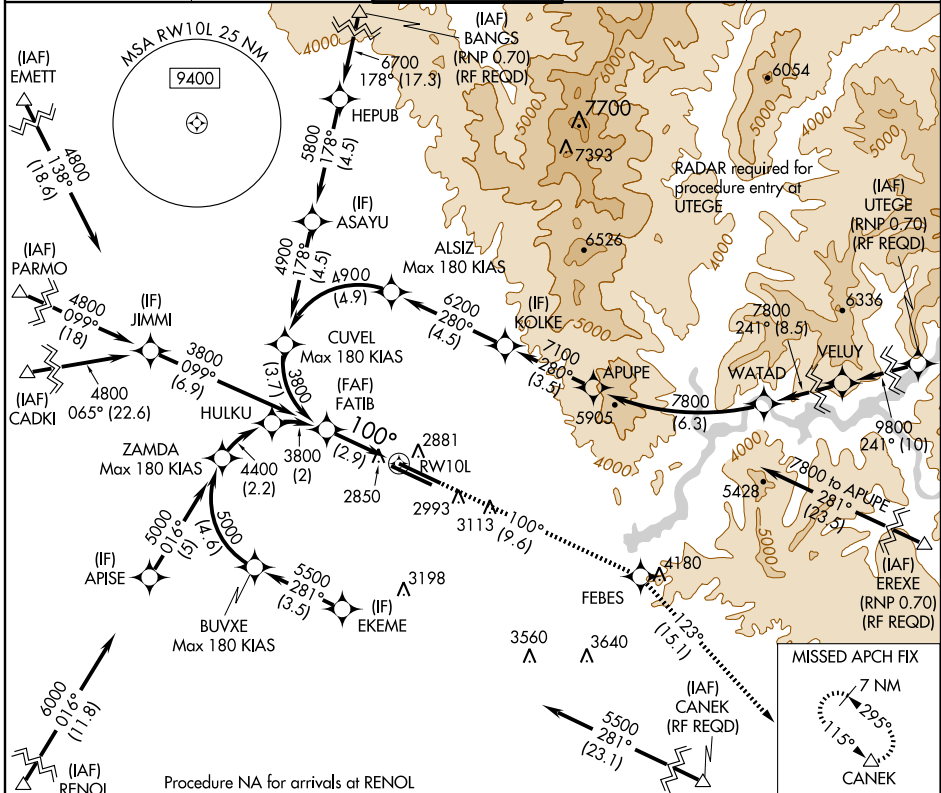 MSA RW10L 25 NM
9400
(IAF)
EMETT
4800
138°
(18.6)
(IAF)
BANGS
(RNP 0.70)
(RF REQD)
4000
6700
178° (17.3)
HEPUB
5800
178°
(4.5)
(IF)
ASAYU
4900
178°
(4.5)
6000
7700
7393
6526
5000
5000
6054
5000
4000
5000
4000
RADAR required for
procedure entry at
UTEGE
(IAF)
UTEGE
(RNP 0.70)
(RF REQD)
(IAF)
PARMO
4800
099°
(18)
(IF)
JIMMI
3800
099°
(6.9)
4800
065° (22.6)
(IAF)
CADKI
4900
(4.9)
ALSIZ
Max 180 KIAS
6200
280°
(4.5)
(IF)
KOLKE
7100
280°
(3.5)
APUPE
5905
4000
7800
(6.3)
WATAD
7800
241° (8.5)
VELUY
6336
9800
241° (10)
CUVEL
Max 180 KIAS
3800
(3.7)
(FAF)
FATIB
HULKU
3800
(2)
ZAMDA
Max 180 KIAS
4400
(2.2)
100°
(2.9)
2850
2881
RW10L
2993
3113
100°
(9.6)
4000
5428
5000
7800 to APUPE
281°
(23.5)
(IAF)
EREXE
(RNP 0.70)
(RF REQD)
5000
016°
(5)
(IF)
APISE
5000
(4.6)
BUVXE
Max 180 KIAS
5500
281°
(3.5)
(IF)
EKEME
3198
FEBES
4180
123°
(15.1)
3560
3640
6000
016°
(11.8)
(IAF)
RENOL
Procedure NA for arrivals at RENOL
5500
281°
(23.1)
(IAF)
CANEK
(RF REQD)
MISSED APCH FIX
7 NM
295°
115°
CANEK